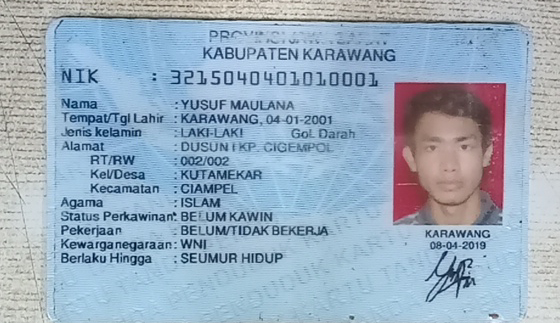 PROVINSI JAWA BARAT
KABUPATEN KARAWANG
NIK : 3215040401010001
Nama : YUSUF MAULANA
Tempat/Tgl Lahir : KARAWANG, 04-01-2001
Jenis kelamin : LAKI-LAKI Gol. Darah
Alamat : DUSUN I KP. CIGEMPOL
RT/RW : 002/002
Kel/Desa : KUTAMEKAR
Kecamatan : CIAMPEL
Agama : ISLAM
Status Perkawinan: BELUM KAWIN
Pekerjaan : BELUM/TIDAK BEKERJA
Kewarganegaraan: WNI
Berlaku Hingga : SEUMUR HIDUP
KARAWANG
08-04-2019